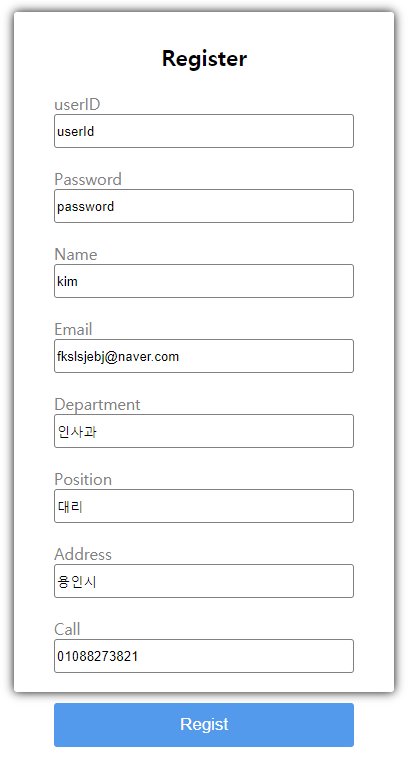 Register
userID
userId
Password
password
Name
kim
Email
fkslsjebj@naver.com
Department
인사과
Position
대리
Address
용인시
Call
01088273821
Regist